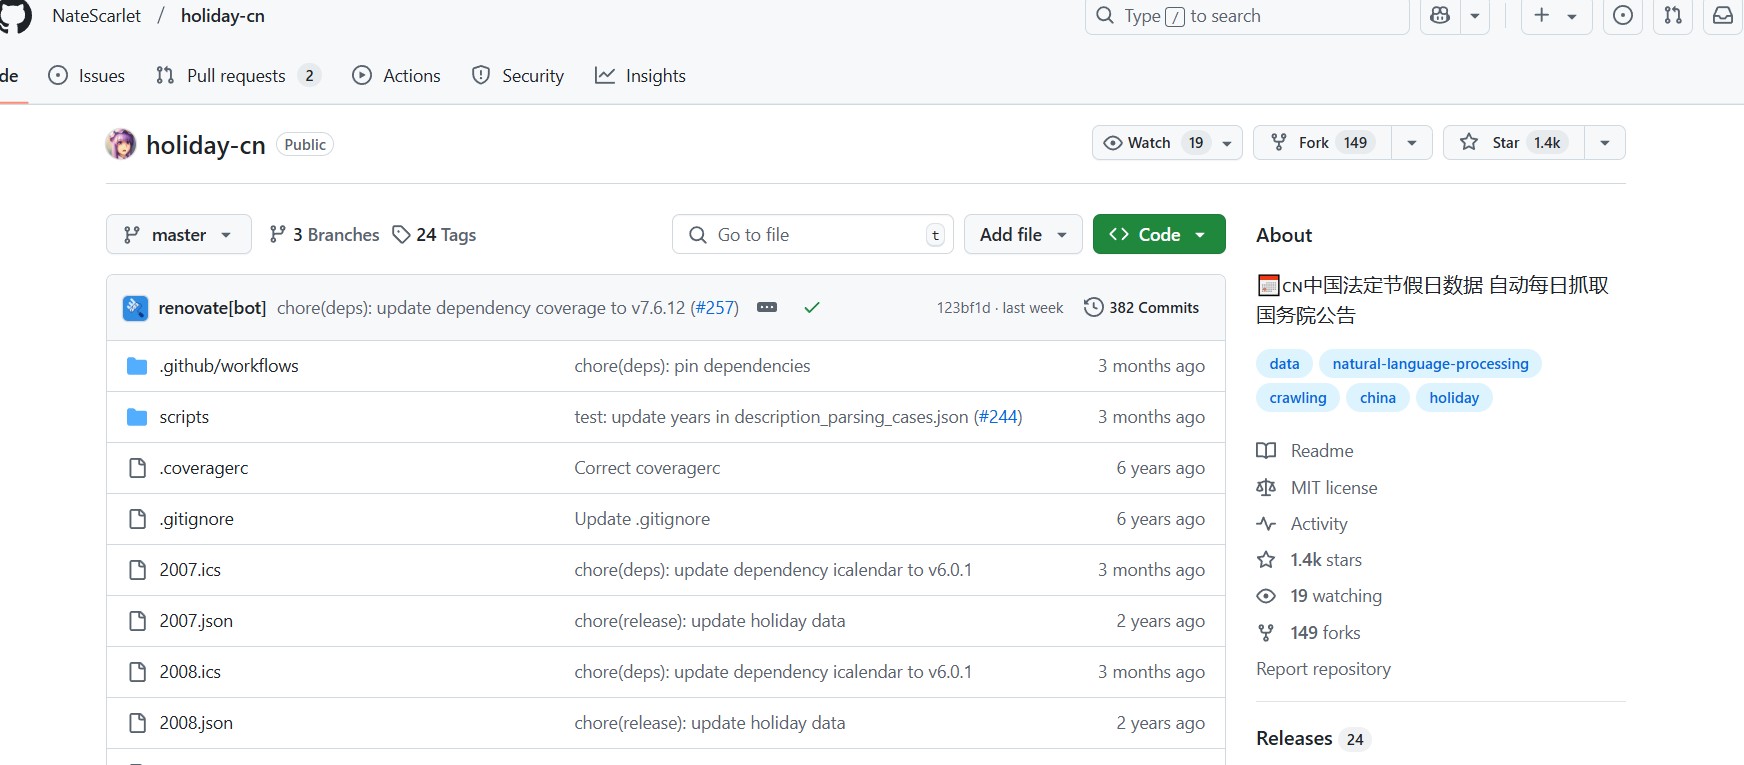 NateScarlet / holiday-cn
Type / to search
de
Issues
Pull requests 2
Actions
Security
Insights
holiday-cn Public
Watch 19
Fork 149
Star 1.4k
master
3 Branches
24 Tags
Go to file t
Add file
Code
renovate[bot] chore(deps): update dependency coverage to v7.6.12 (#257)
123bf1d · last week
382 Commits
.github/workflows chore(deps): pin dependencies 3 months ago
scripts test: update years in description_parsing_cases.json (#244) 3 months ago
.coveragerc Correct coveragerc 6 years ago
.gitignore Update .gitignore 6 years ago
2007.ics chore(deps): update dependency icalendar to v6.0.1 3 months ago
2007.json chore(release): update holiday data 2 years ago
2008.ics chore(deps): update dependency icalendar to v6.0.1 3 months ago
2008.json chore(release): update holiday data 2 years ago
About
📅CN中国法定节假日数据 自动每日抓取
国务院公告
data natural-language-processing
crawling china holiday
Readme
MIT license
Activity
1.4k stars
19 watching
149 forks
Report repository
Releases 24